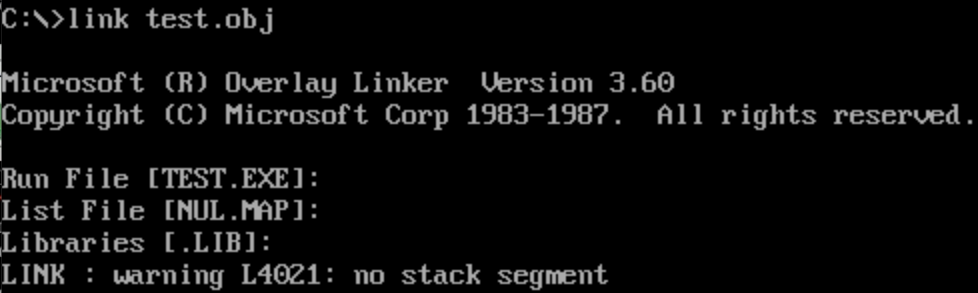 C:\>link test.obj
Microsoft (R) Overlay Linker  Version 3.60
Copyright (C) Microsoft Corp 1983-1987.  All rights reserved.
Run File [TEST.EXE]:
List File [NUL.MAP]:
Libraries [.LIB]:
LINK : warning L4021: no stack segment